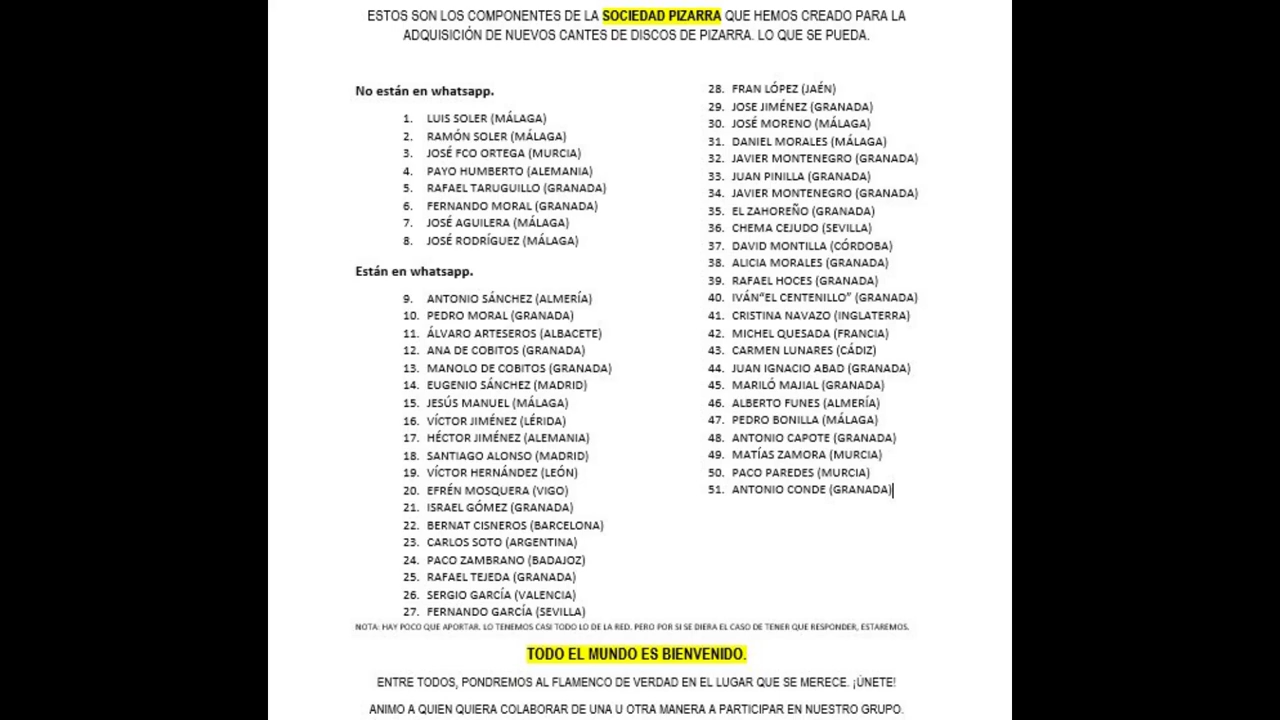 ESTOS SON LOS COMPONENTES DE LA SOCIEDAD PIZARRA QUE HEMOS CREADO PARA LA
ADQUISICIÓN DE NUEVOS CANTES DE DISCOS DE PIZARRA. LO QUE SE PUEDA.
No están en whatsapp.
1. LUIS SOLER (MÁLAGA)
2. RAMÓN SOLER (MÁLAGA)
3. JOSÉ FCO ORTEGA (MURCIA)
4. PAYO HUMBERTO (ALEMANIA)
5. RAFAEL TARUGUILLO (GRANADA)
6. FERNANDO MORAL (GRANADA)
7. JOSÉ AGUILERA (MÁLAGA)
8. JOSÉ RODRÍGUEZ (MÁLAGA)
Están en whatsapp.
9. ANTONIO SÁNCHEZ (ALMERÍA)
10. PEDRO MORAL (GRANADA)
11. ÁLVARO ARTESEROS (ALBACETE)
12. ANA DE COBITOS (GRANADA)
13. MANOLO DE COBITOS (GRANADA)
14. EUGENIO SÁNCHEZ (MADRID)
15. JESÚS MANUEL (MÁLAGA)
16. VÍCTOR JIMÉNEZ (LÉRIDA)
17. HÉCTOR JIMÉNEZ (ALEMANIA)
18. SANTIAGO ALONSO (MADRID)
19. VÍCTOR HERNÁNDEZ (LEÓN)
20. EFRÉN MOSQUERA (VIGO)
21. ISRAEL GÓMEZ (GRANADA)
22. BERNAT CISNEROS (BARCELONA)
23. CARLOS SOTO (ARGENTINA)
24. PACO ZAMBRANO (BADAJOZ)
25. RAFAEL TEJEDA (GRANADA)
26. SERGIO GARCÍA (VALENCIA)
27. FERNANDO GARCÍA (SEVILLA)
28. FRAN LÓPEZ (JAÉN)
29. JOSE JIMÉNEZ (GRANADA)
30. JOSÉ MORENO (MÁLAGA)
31. DANIEL MORALES (MÁLAGA)
32. JAVIER MONTENEGRO (GRANADA)
33. JUAN PINILLA (GRANADA)
34. JAVIER MONTENEGRO (GRANADA)
35. EL ZAHOREÑO (GRANADA)
36. CHEMA CEJUDO (SEVILLA)
37. DAVID MONTILLA (CÓRDOBA)
38. ALICIA MORALES (GRANADA)
39. RAFAEL HOCES (GRANADA)
40. IVÁN“EL CENTENILLO” (GRANADA)
41. CRISTINA NAVAZO (INGLATERRA)
42. MICHEL QUESADA (FRANCIA)
43. CARMEN LUNARES (CÁDIZ)
44. JUAN IGNACIO ABAD (GRANADA)
45. MARILÓ MAJIAL (GRANADA)
46. ALBERTO FUNES (ALMERÍA)
47. PEDRO BONILLA (MÁLAGA)
48. ANTONIO CAPOTE (GRANADA)
49. MATÍAS ZAMORA (MURCIA)
50. PACO PAREDES (MURCIA)
51. ANTONIO CONDE (GRANADA)
NOTA: HAY POCO QUE APORTAR. LO TENEMOS CASI TODO LO DE LA RED. PERO POR SI SE DIERA EL CASO DE TENER QUE RESPONDER, ESTAREMOS.
TODO EL MUNDO ES BIENVENIDO.
ENTRE TODOS, PONDREMOS AL FLAMENCO DE VERDAD EN EL LUGAR QUE SE MERECE. ¡ÚNETE!
ANIMO A QUIEN QUIERA COLABORAR DE UNA U OTRA MANERA A PARTICIPAR EN NUESTRO GRUPO.